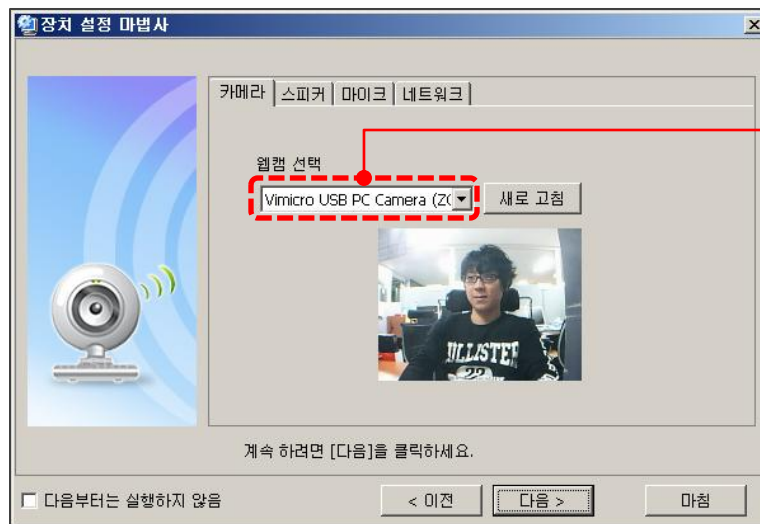 장치 설정 마법사
카메라 스피커 마이크 네트워크
웹캠 선택
Vimicro USB PC Camera (ZC
새로 고침
HOLLISTER
22
계속 하려면 [다음]을 클릭하세요.
다음부터는 실행하지 않음
< 이전
다음 >
마침